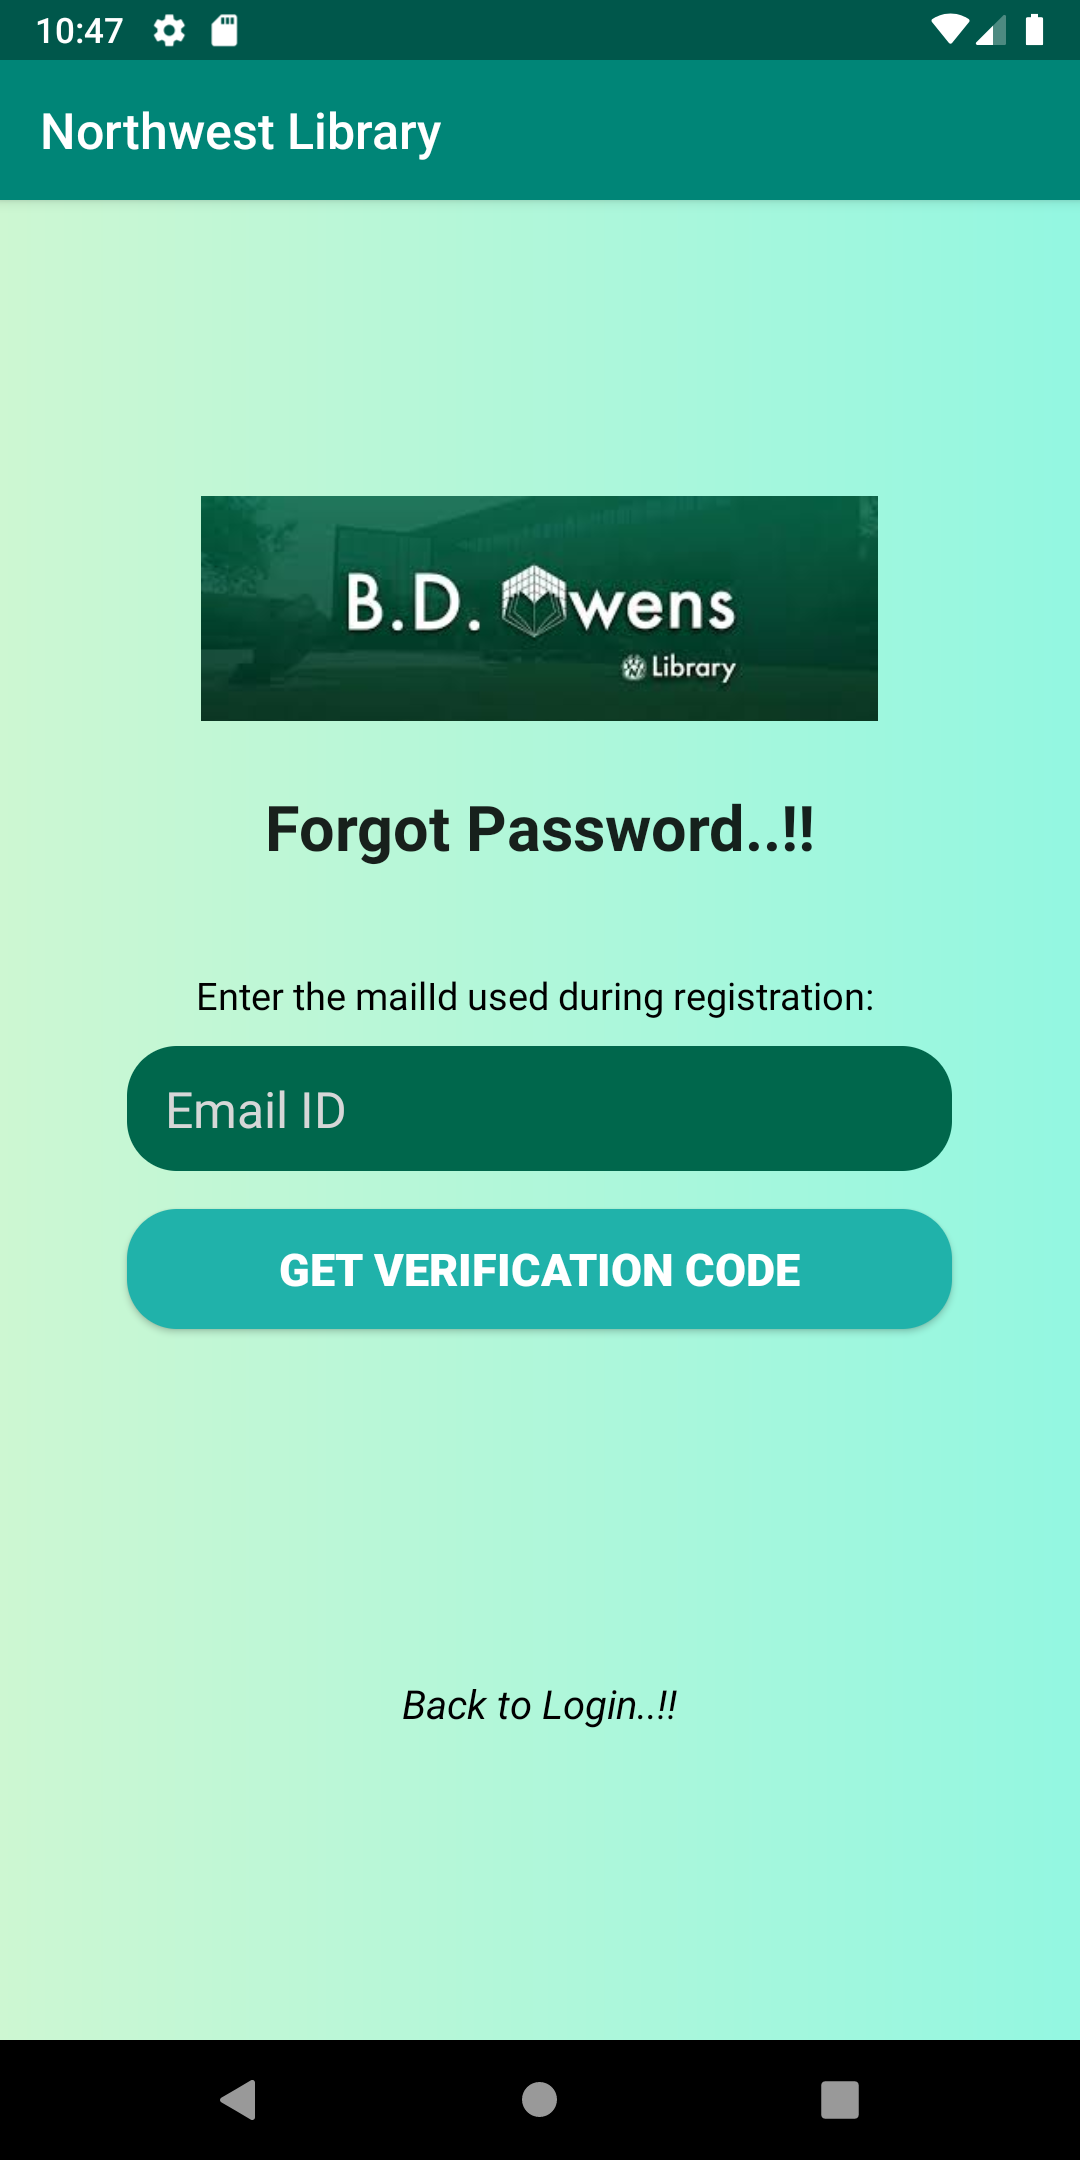 10:47
Northwest Library
B.D. Owens
Library
Forgot Password..!!
Enter the mailId used during registration:
Email ID
GET VERIFICATION CODE
Back to Login..!!